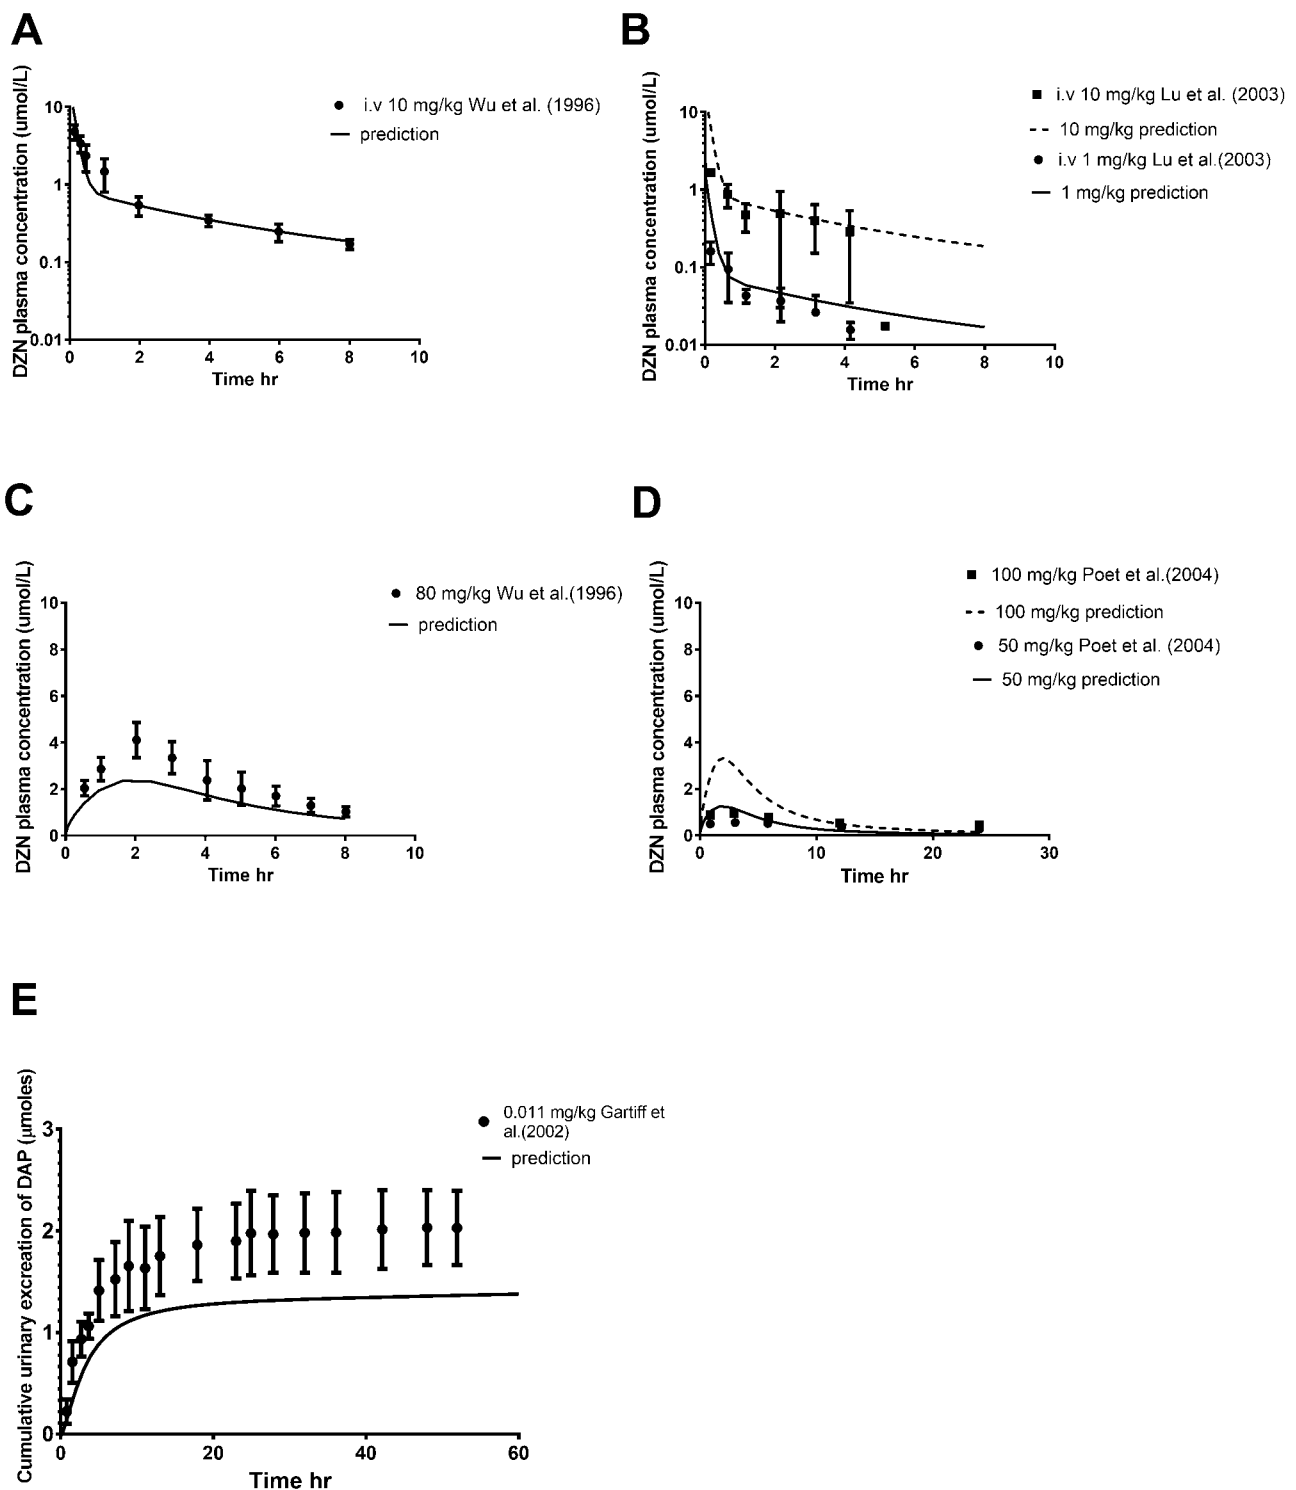 A
DZN plasma concentration (umol/L)
10
1
0.1
0.01
0 2 4 6 8 10
Time hr
i.v 10 mg/kg Wu et al. (1996)
prediction
B
DZN plasma concentration (umol/L)
10
1
0.1
0.01
0 2 4 6 8 10
Time hr
i.v 10 mg/kg Lu et al. (2003)
10 mg/kg prediction
i.v 1 mg/kg Lu et al.(2003)
1 mg/kg prediction
C
DZN plasma concentration (umol/L)
10
8
6
4
2
0
0 2 4 6 8 10
Time hr
80 mg/kg Wu et al.(1996)
prediction
D
DZN plasma concentration (umol/L)
10
8
6
4
2
0
0 10 20 30
Time hr
100 mg/kg Poet et al.(2004)
100 mg/kg prediction
50 mg/kg Poet et al. (2004)
50 mg/kg prediction
E
Cumulative urinary excreation of DAP (μmoles)
3
2
1
0
0 20 40 60
Time hr
0.011 mg/kg Gartiff et
al.(2002)
prediction